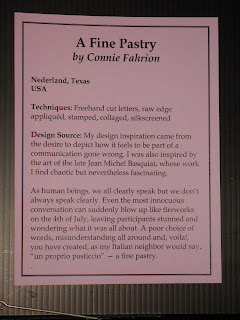 A Fine Pastry
by Connie Fahrion
Nederland, Texas
USA
Techniques: Freehand cut letters, raw edge
appliquéd, stamped, collaged, silkscreened
Design Source: My design inspiration came from
the desire to depict how it feels to be part of a
communication gone wrong. I was also inspired by
the art of the late Jean Michel Basquiat, whose work
I find chaotic but nevertheless fascinating.
As human beings, we all clearly speak but we don't
always speak clearly. Even the most innocuous
conversation can suddenly blow up like fireworks
on the 4th of July, leaving participants stunned and
wondering what it was all about. A poor choice of
words, misunderstanding all around and, voila!,
you have created, as my Italian neighbor would say,
"un proprio pasticcio" — a fine pastry.